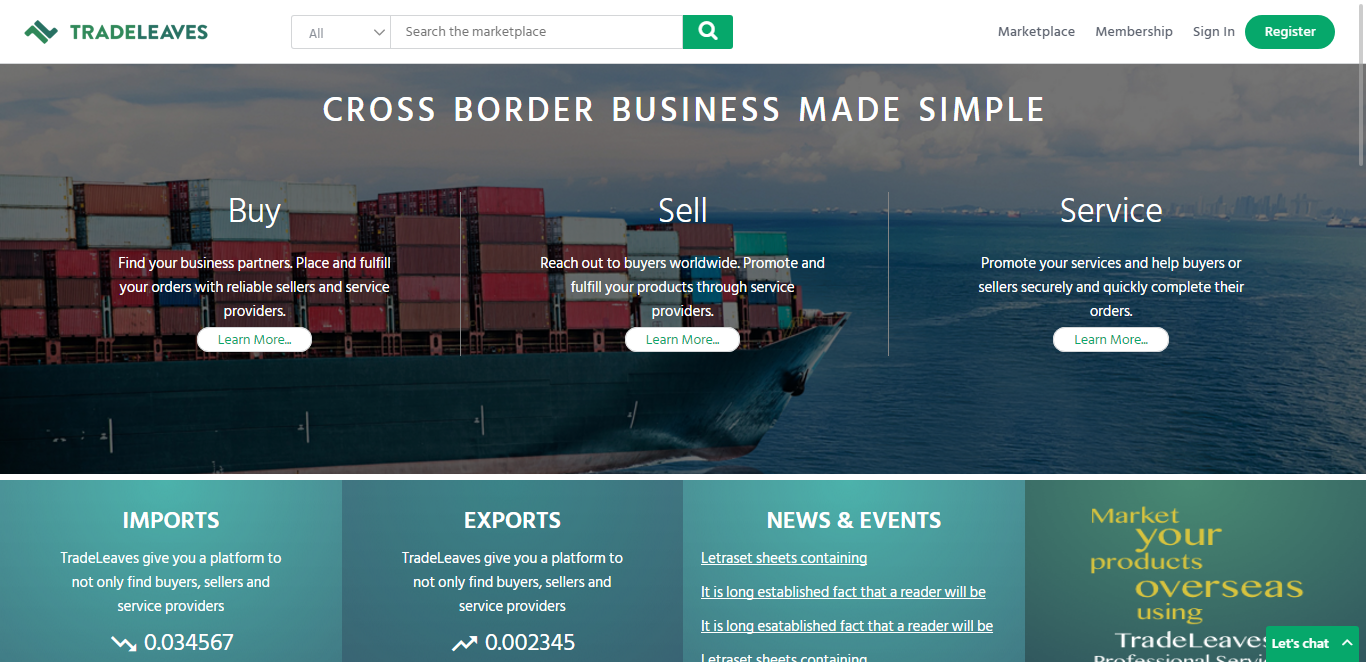 TRADELEAVES
All
Search the marketplace
Marketplace
Membership
Sign In
Register
CROSS BORDER BUSINESS MADE SIMPLE
Buy
Find your business partners. Place and fulfill
your orders with reliable sellers and service
providers.
Learn More...
Sell
Reach out to buyers worldwide. Promote and
fulfill your products through service
providers.
Learn More...
Service
Promote your services and help buyers or
sellers securely and quickly complete their
orders.
Learn More...
IMPORTS
TradeLeaves give you a platform to
not only find buyers, sellers and
service providers
0.034567
EXPORTS
TradeLeaves give you a platform to
not only find buyers, sellers and
service providers
0.002345
NEWS & EVENTS
Letraset sheets containing
It is long established fact that a reader will be
It is long esatablished fact that a reader will be
Letraset sheets containing
Market
your
products
overseas
using
TradeLeaves
Professional
Let's chat